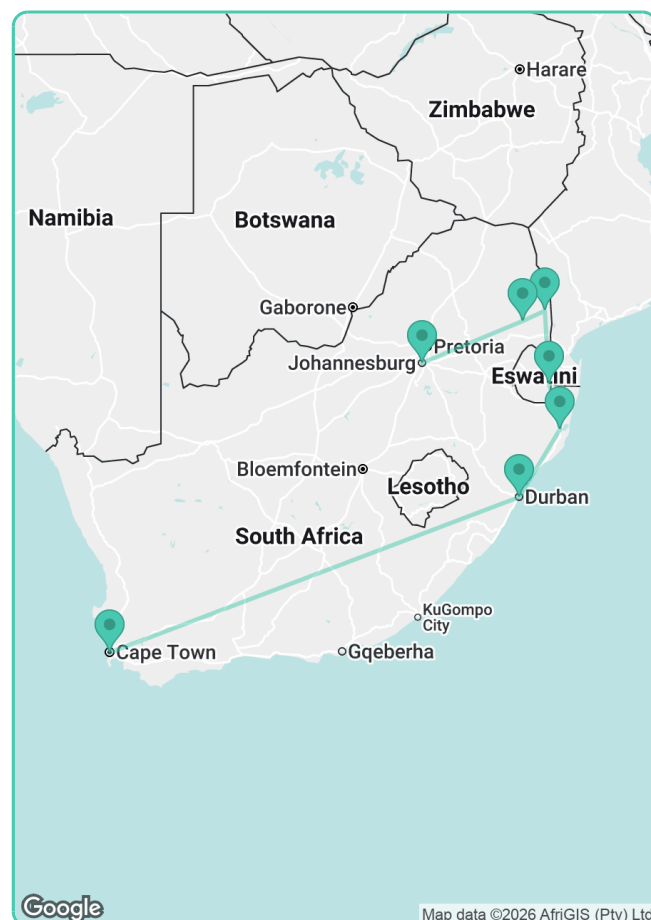 Harare
Zimbabwe
Namibia
Botswana
Gaborone
Pretoria
Johannesburg
Eswatini
Bloemfontein
Lesotho
Durban
South Africa
KuGompo
City
Cape Town
Gqeberha
Google
Map data ©2026 AfriGIS (Pty) Ltd